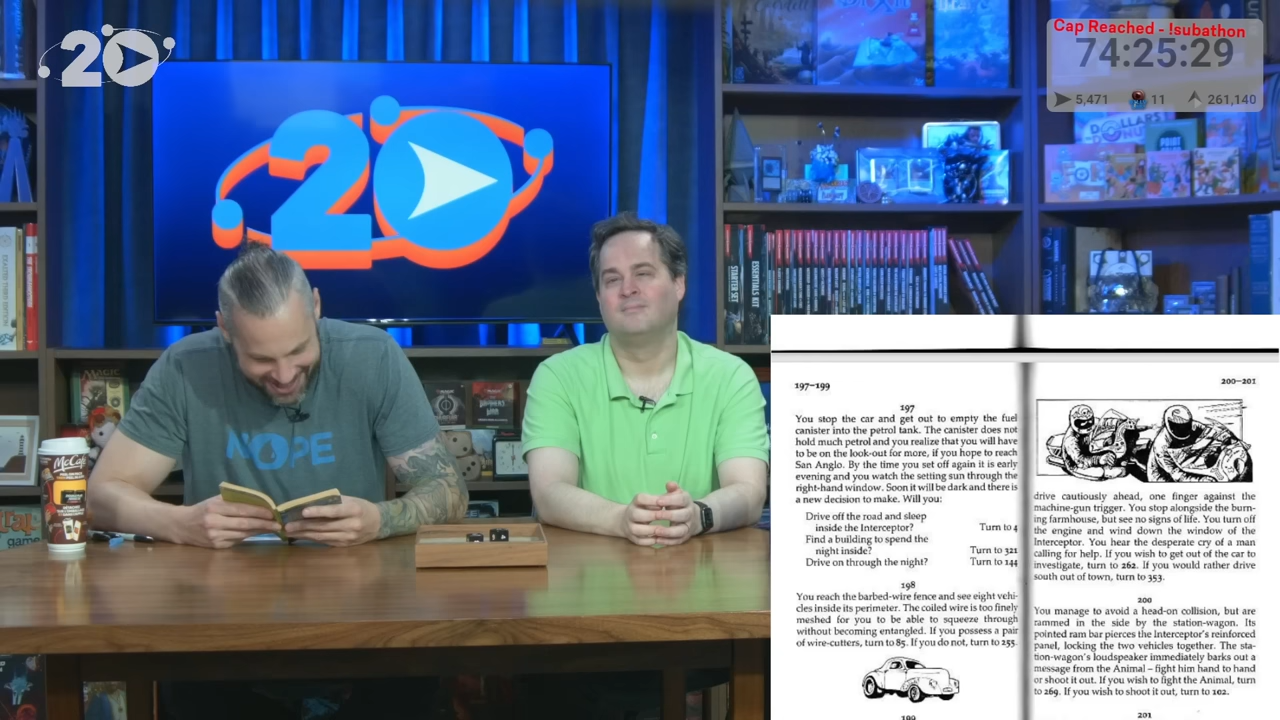 20
Cap Reached - !subathon
74:25:29
5,471 11 261,140
20
DOLLARS
STARTER SET
ESSENTIALS KIT
MAGIC
McCafé
NOPE
game
197–199
197
You stop the car and get out to empty the fuel
canister into the petrol tank. The canister does not
hold much petrol and you realize that you will have
to be on the look-out for more, if you hope to reach
San Anglo. By the time you set off again it is early
evening and you watch the setting sun through the
right-hand window. Soon it will be dark and there is
a new decision to make. Will you:
Drive off the road and sleep
inside the Interceptor? Turn to 4
Find a building to spend the
night inside? Turn to 321
Drive on through the night? Turn to 144
198
You reach the barbed-wire fence and see eight vehi-
cles inside its perimeter. The coiled wire is too finely
meshed for you to be able to squeeze through
without becoming entangled. If you possess a pair
of wire-cutters, turn to 85. If you do not, turn to 255.
199
200–201
drive cautiously ahead, one finger against the
machine-gun trigger. You stop alongside the burn-
ing farmhouse, but see no signs of life. You turn off
the engine and wind down the window of the
Interceptor. You hear the desperate cry of a man
calling for help. If you wish to get out of the car to
investigate, turn to 262. If you would rather drive
south out of town, turn to 353.
200
You manage to avoid a head-on collision, but are
rammed in the side by the station-wagon. Its
pointed ram bar pierces the Interceptor's reinforced
panel, locking the two vehicles together. The sta-
tion-wagon's loudspeaker immediately barks out a
message from the Animal – fight him hand to hand
or shoot it out. If you wish to fight the Animal, turn
to 269. If you wish to shoot it out, turn to 102.
201